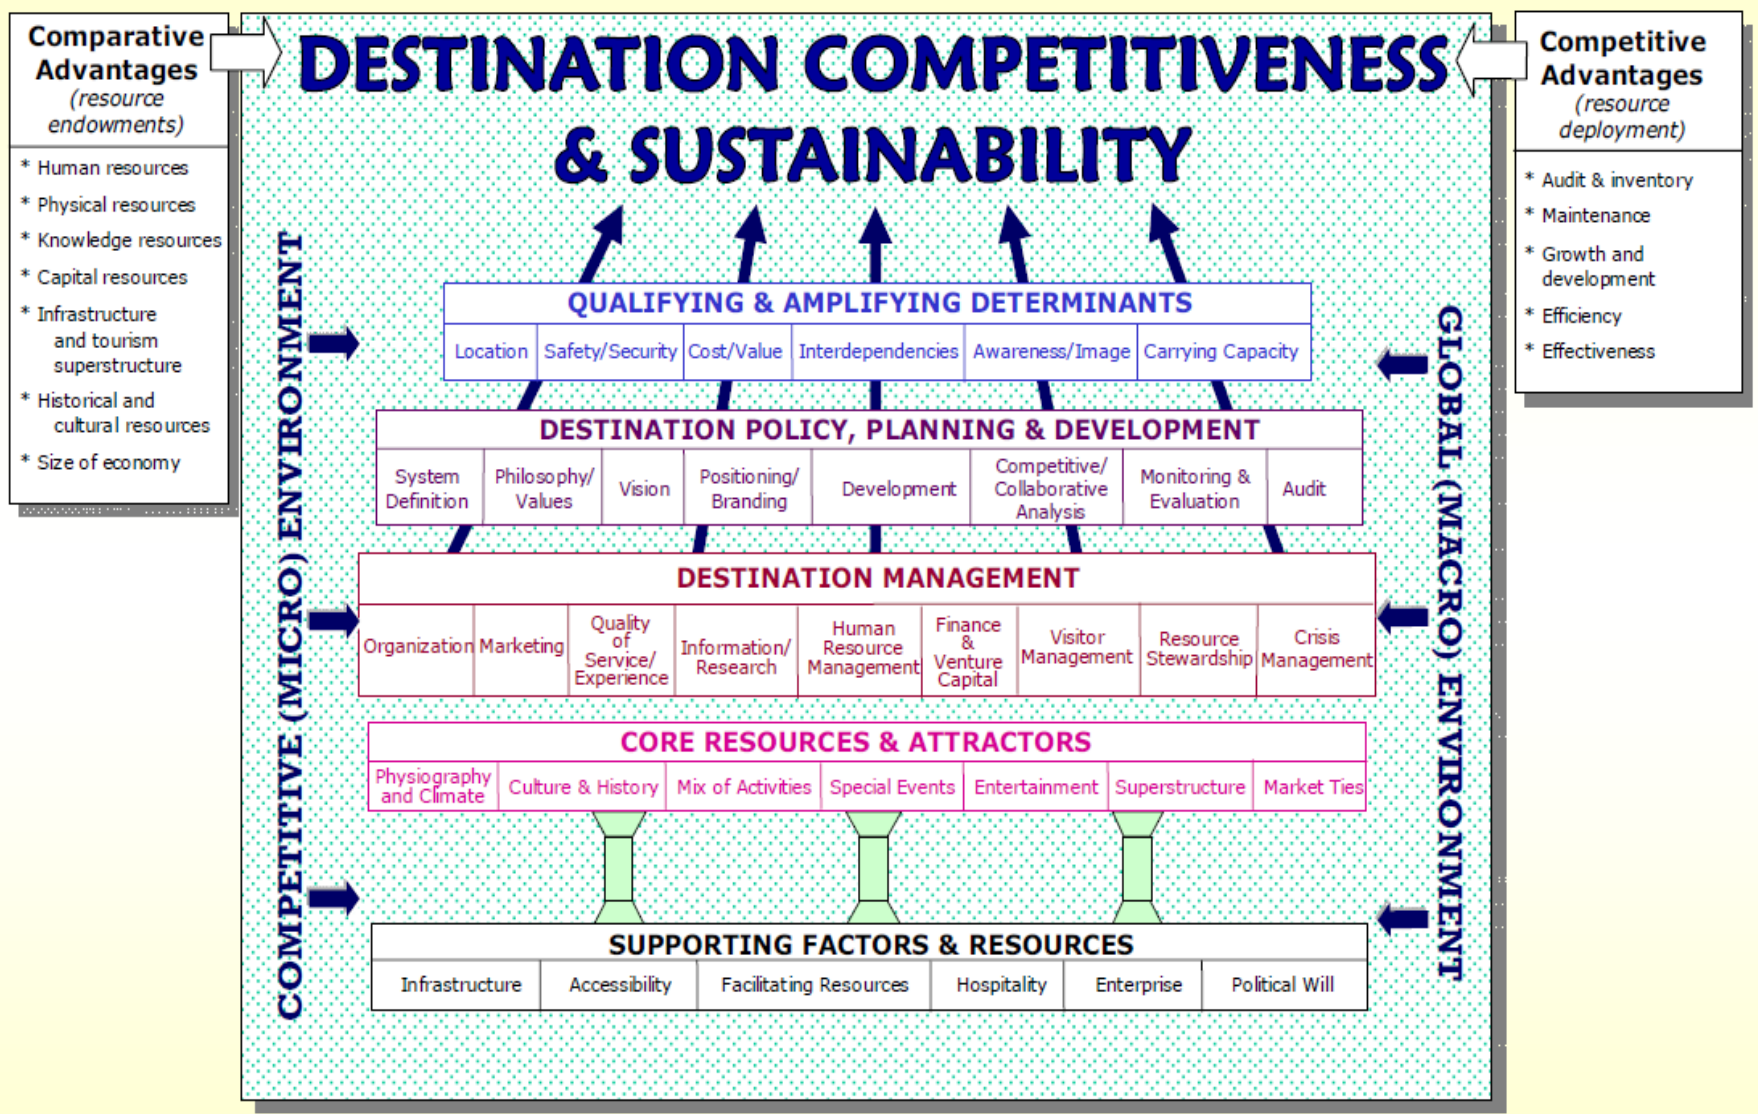 Comparative
Advantages
(resource
endowments)
* Human resources
* Physical resources
* Knowledge resources
* Capital resources
* Infrastructure
and tourism
superstructure
* Historical and
cultural resources
* Size of economy
DESTINATION COMPETITIVENESS
& SUSTAINABILITY
Competitive
Advantages
(resource
deployment)
* Audit & inventory
* Maintenance
* Growth and
development
* Efficiency
* Effectiveness
COMPETITIVE (MICRO) ENVIRONMENT
GLOBAL (MACRO) ENVIRONMENT
QUALIFYING & AMPLIFYING DETERMINANTS
Location
Safety/Security
Cost/Value
Interdependencies
Awareness/Image
Carrying Capacity
DESTINATION POLICY, PLANNING & DEVELOPMENT
System
Definition
Philosophy/
Values
Vision
Positioning/
Branding
Development
Competitive/
Collaborative
Analysis
Monitoring &
Evaluation
Audit
DESTINATION MANAGEMENT
Organization
Marketing
Quality
of
Service/
Experience
Information/
Research
Human
Resource
Management
Finance
&
Venture
Capital
Visitor
Management
Resource
Stewardship
Crisis
Management
CORE RESOURCES & ATTRACTORS
Physiography
and Climate
Culture & History
Mix of Activities
Special Events
Entertainment
Superstructure
Market Ties
SUPPORTING FACTORS & RESOURCES
Infrastructure
Accessibility
Facilitating Resources
Hospitality
Enterprise
Political Will